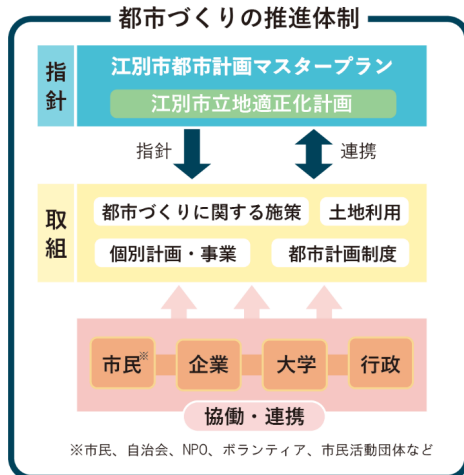 都市づくりの推進体制
指針
江別市都市計画マスタープラン
江別市立地適正化計画
指針
連携
取組
都市づくりに関する施策
土地利用
個別計画・事業
都市計画制度
市民※
企業
大学
行政
協働・連携
※市民、自治会、NPO、ボランティア、市民活動団体など